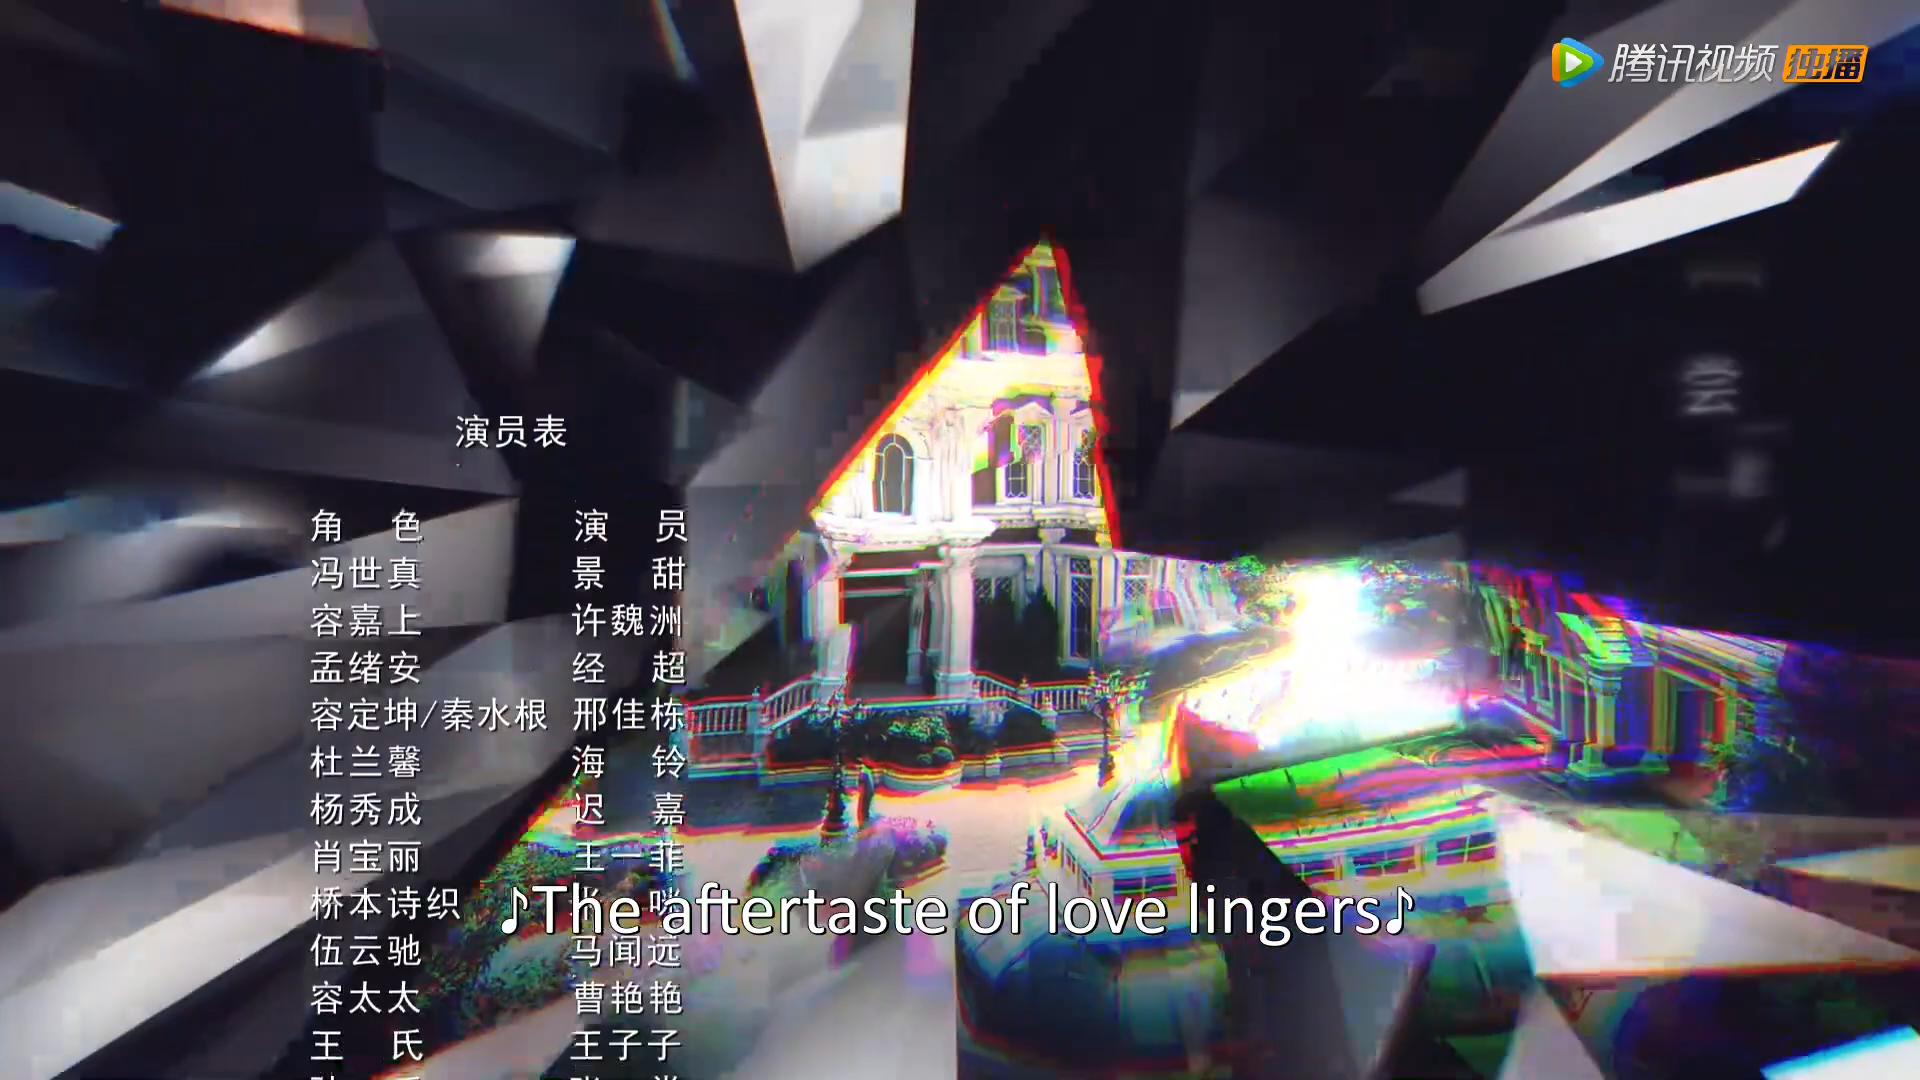 腾讯视频 独播
演员表
角 色 演 员
冯世真 景 甜
容嘉上 许魏洲
孟绪安 经 超
容定坤/秦水根 邢佳栋
杜兰馨 海 铃
杨秀成 迟 嘉
肖宝丽 王一菲
桥本诗织
♪The aftertaste of love lingers♪
伍云驰 马闻远
容太太 曹艳艳
王 氏 王子子